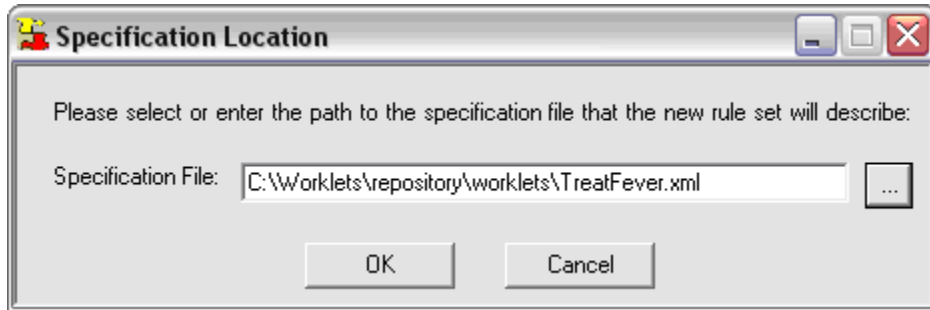 Specification Location
Please select or enter the path to the specification file that the new rule set will describe:
Specification File: C:\Worklets\repository\worklets\TreatFever.xml ...
OK Cancel